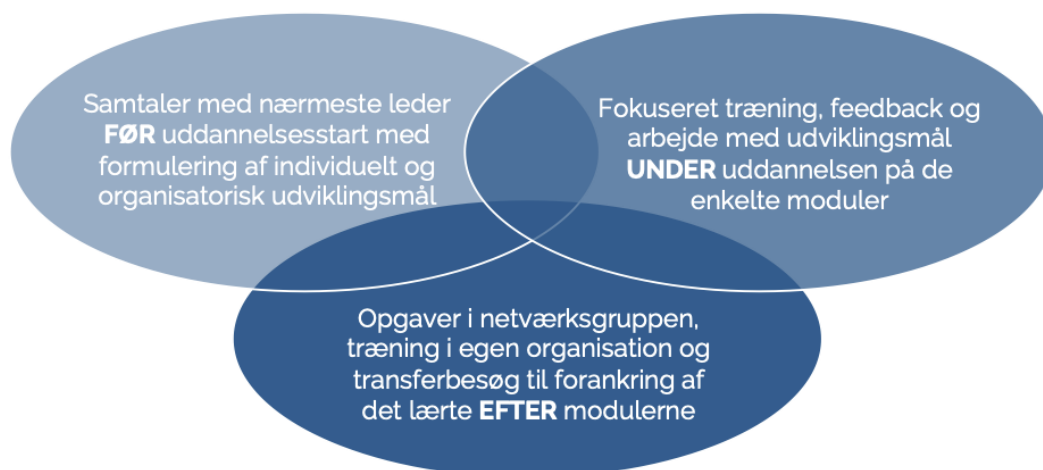 Samtaler med nærmeste leder
FØR uddannelsesstart med
formulering af individuelt og
organisatorisk udviklingsmål
Fokuseret træning, feedback og
arbejde med udviklingsmål
UNDER uddannelsen på de
enkelte moduler
Opgaver i netværksgruppen,
træning i egen organisation og
transferbesøg til forankring af
det lærte EFTER modulerne